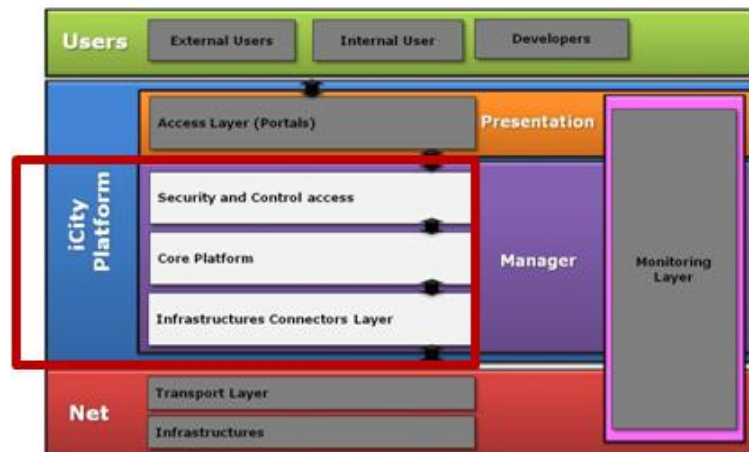 Users
External Users
Internal User
Developers
Access Layer (Portals)
Presentation
iCity
Platform
Security and Control access
Core Platform
Manager
Monitoring
Layer
Infrastructures Connectors Layer
Net
Transport Layer
Infrastructures